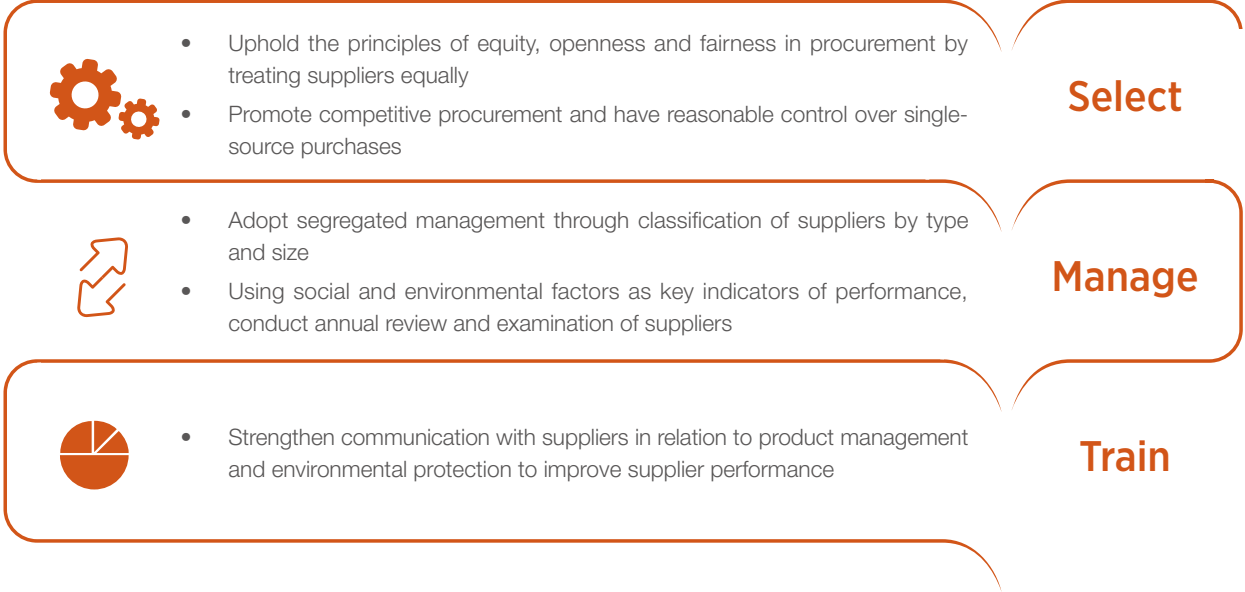 • Uphold the principles of equity, openness and fairness in procurement by
treating suppliers equally
• Promote competitive procurement and have reasonable control over single-
source purchases
Select
• Adopt segregated management through classification of suppliers by type
and size
• Using social and environmental factors as key indicators of performance,
conduct annual review and examination of suppliers
Manage
• Strengthen communication with suppliers in relation to product management
and environmental protection to improve supplier performance
Train